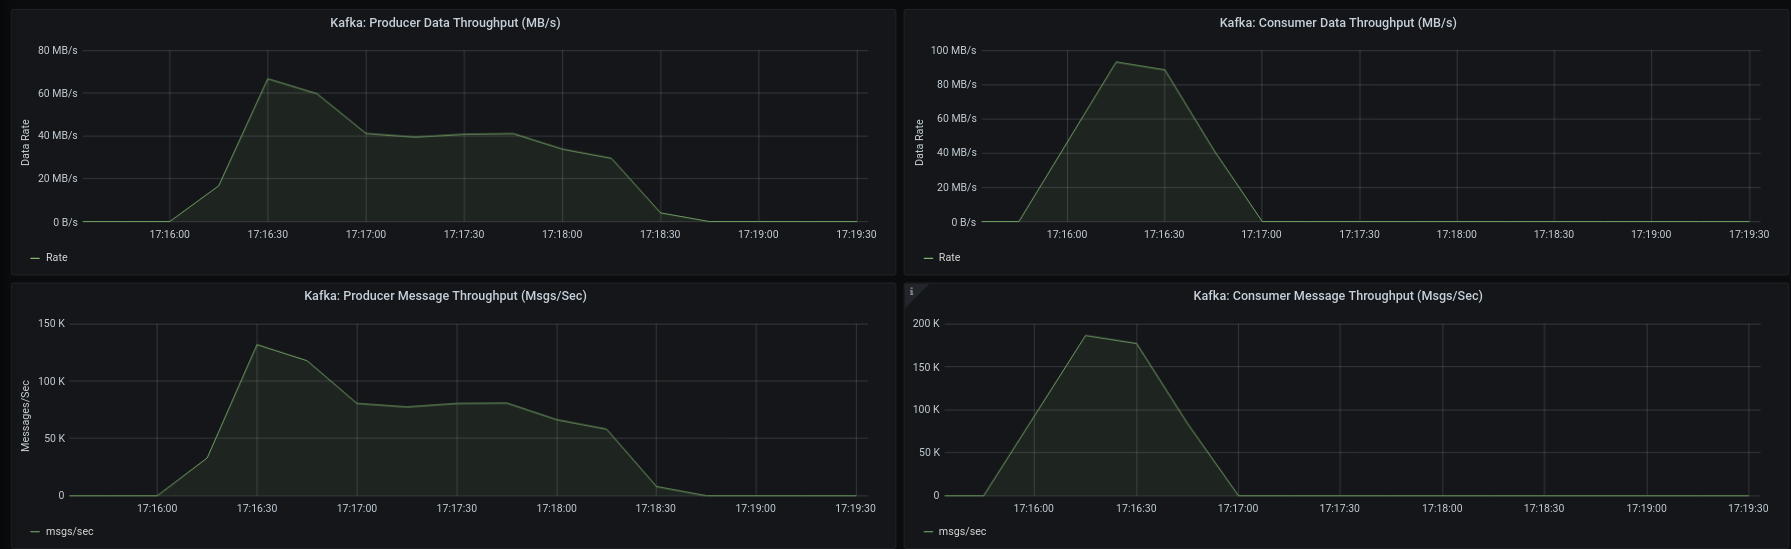 Kafka: Producer Data Throughput (MB/s)
80 MB/s
60 MB/s
40 MB/s
20 MB/s
0 B/s
Data Rate
17:16:00 17:16:30 17:17:00 17:17:30 17:18:00 17:18:30 17:19:00 17:19:30
Rate
Kafka: Consumer Data Throughput (MB/s)
100 MB/s
80 MB/s
60 MB/s
40 MB/s
20 MB/s
0 B/s
Data Rate
17:16:00 17:16:30 17:17:00 17:17:30 17:18:00 17:18:30 17:19:00 17:19:30
Rate
Kafka: Producer Message Throughput (Msgs/Sec)
150 K
100 K
50 K
0
Messages/Sec
17:16:00 17:16:30 17:17:00 17:17:30 17:18:00 17:18:30 17:19:00 17:19:30
msgs/sec
i
Kafka: Consumer Message Throughput (Msgs/Sec)
200 K
150 K
100 K
50 K
0
17:16:00 17:16:30 17:17:00 17:17:30 17:18:00 17:18:30 17:19:00 17:19:30
msgs/sec